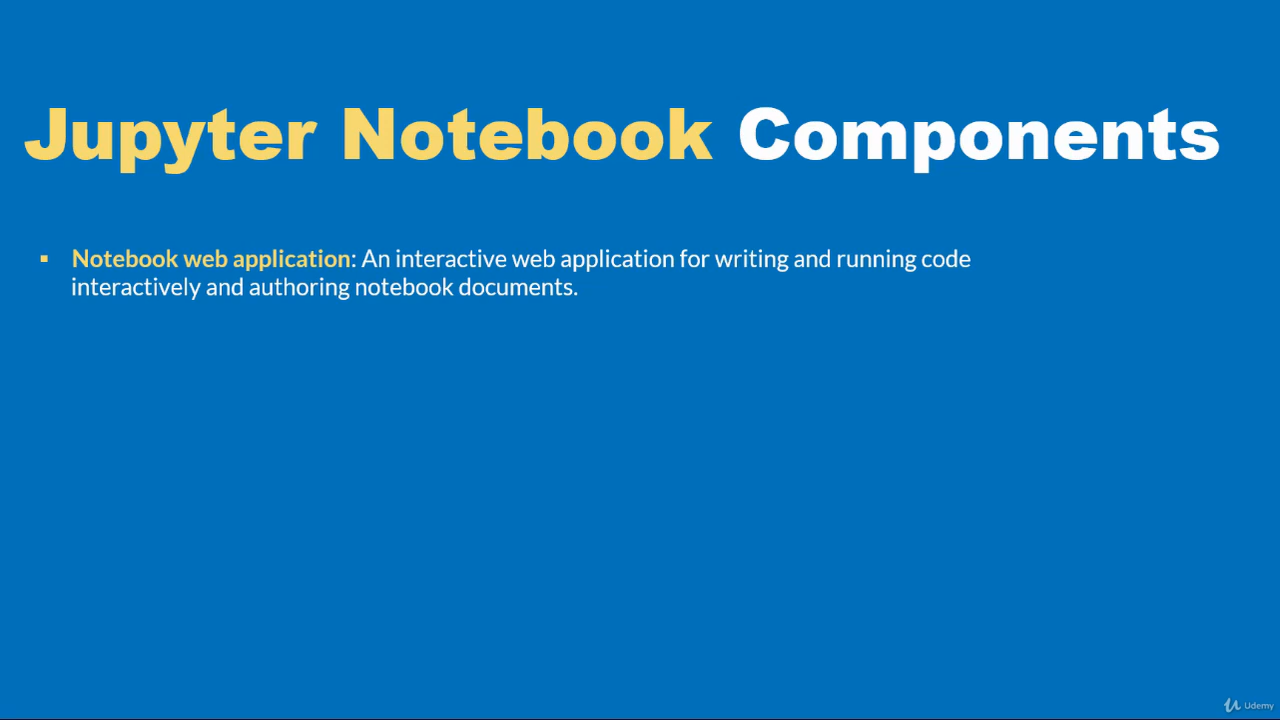 Jupyter Notebook Components
▪ Notebook web application: An interactive web application for writing and running code
interactively and authoring notebook documents.
Udemy